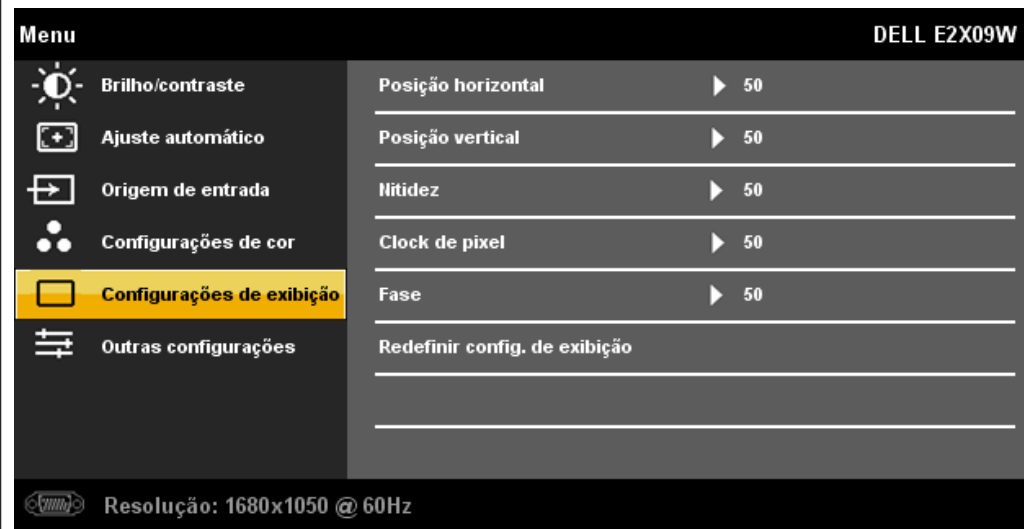 Menu DELL E2X09W
Brilho/contraste Posição horizontal 50
Ajuste automático Posição vertical 50
Origem de entrada Nitidez 50
Configurações de cor Clock de pixel 50
Configurações de exibição Fase 50
Outras configurações Redefinir config. de exibição
Resolução: 1680x1050 @ 60Hz